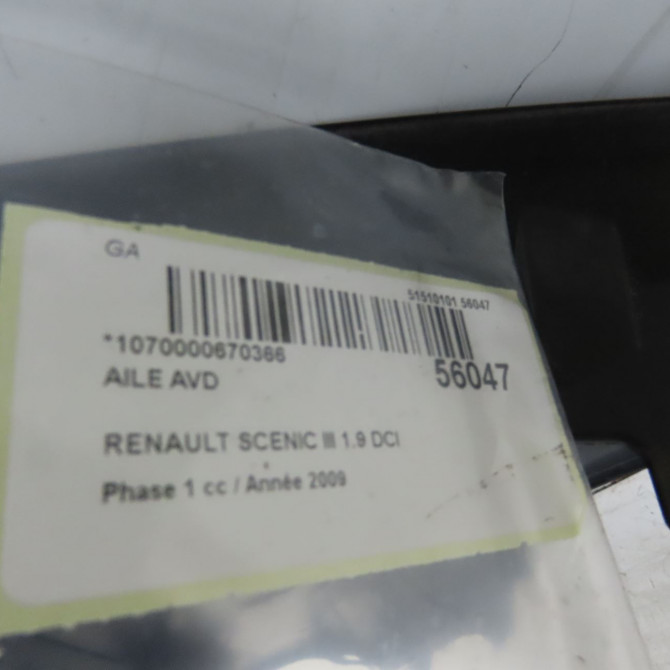 GA
51510101 56047
*1070000670366
56047
AILE AVD
RENAULT SCENIC III 1.9 DCI
Phase 1 cc / Année 2009